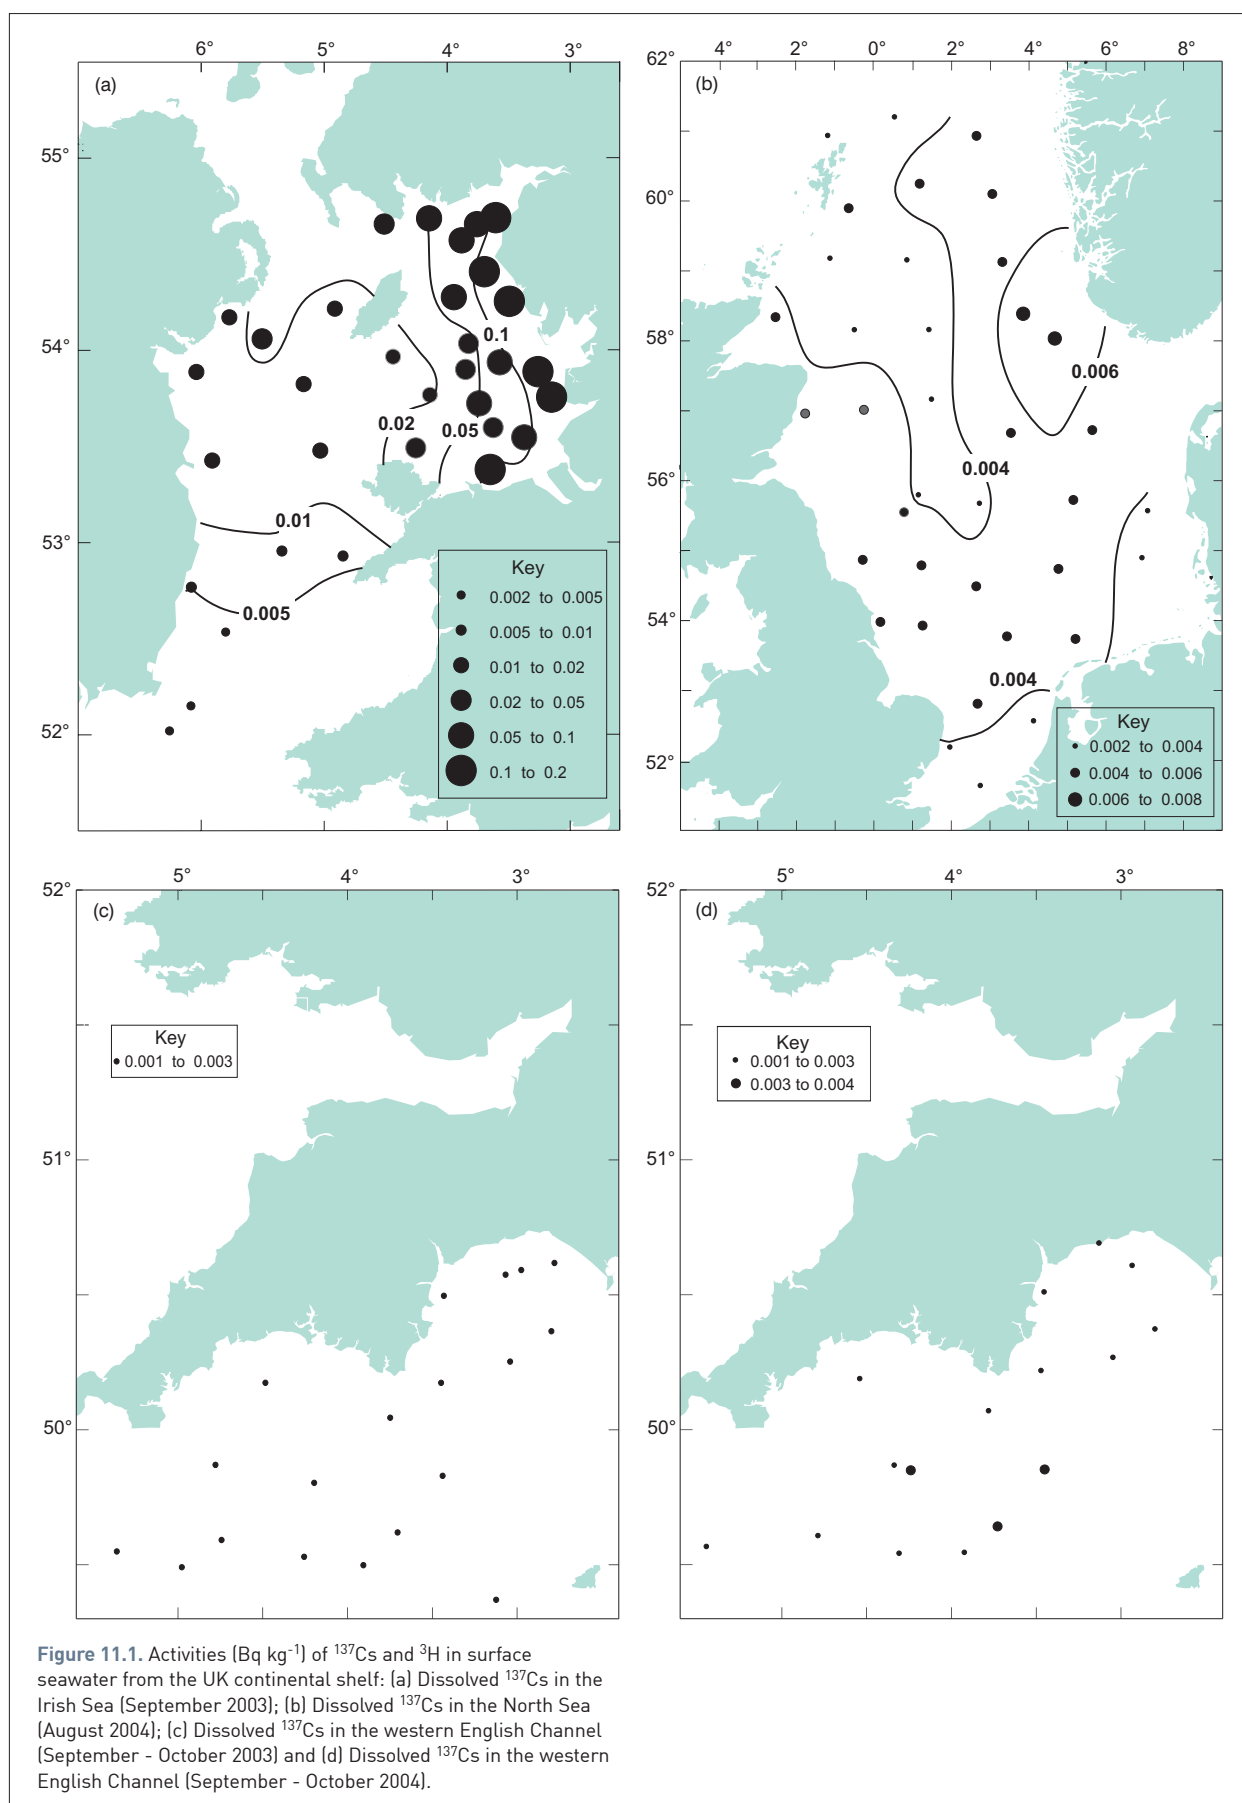 6° 5° 4° 3°
(a)
55°
54°
53°
52°
0.1
0.02
0.05
0.01
0.005
Key
0.002 to 0.005
0.005 to 0.01
0.01 to 0.02
0.02 to 0.05
0.05 to 0.1
0.1 to 0.2
4° 2° 0° 2° 4° 6° 8°
(b)
62°
60°
58°
56°
54°
52°
0.006
0.004
0.004
Key
0.002 to 0.004
0.004 to 0.006
0.006 to 0.008
5° 4° 3°
52°
(c)
51°
50°
Key
0.001 to 0.003
5° 4° 3°
52°
(d)
51°
50°
Key
0.001 to 0.003
0.003 to 0.004
Figure 11.1. Activities (Bq kg⁻¹) of ¹³⁷Cs and ³H in surface
seawater from the UK continental shelf: (a) Dissolved ¹³⁷Cs in the
Irish Sea (September 2003); (b) Dissolved ¹³⁷Cs in the North Sea
(August 2004); (c) Dissolved ¹³⁷Cs in the western English Channel
(September - October 2003) and (d) Dissolved ¹³⁷Cs in the western
English Channel (September - October 2004).